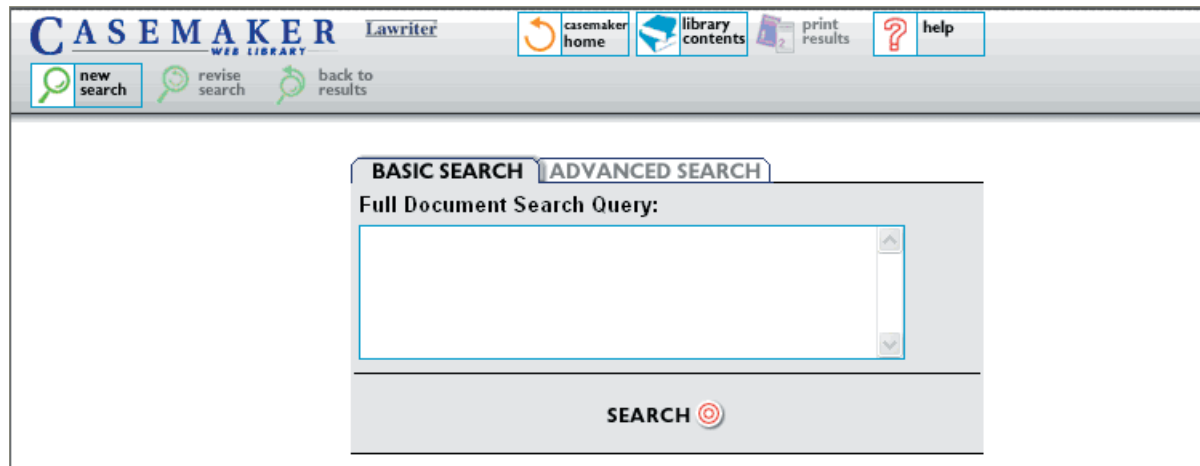 CASEMAKER
WEB LIBRARY
Lawriter
casemaker
home
library
contents
print
results
2
help
new
search
revise
search
back to
results
BASIC SEARCH
ADVANCED SEARCH
Full Document Search Query:
SEARCH